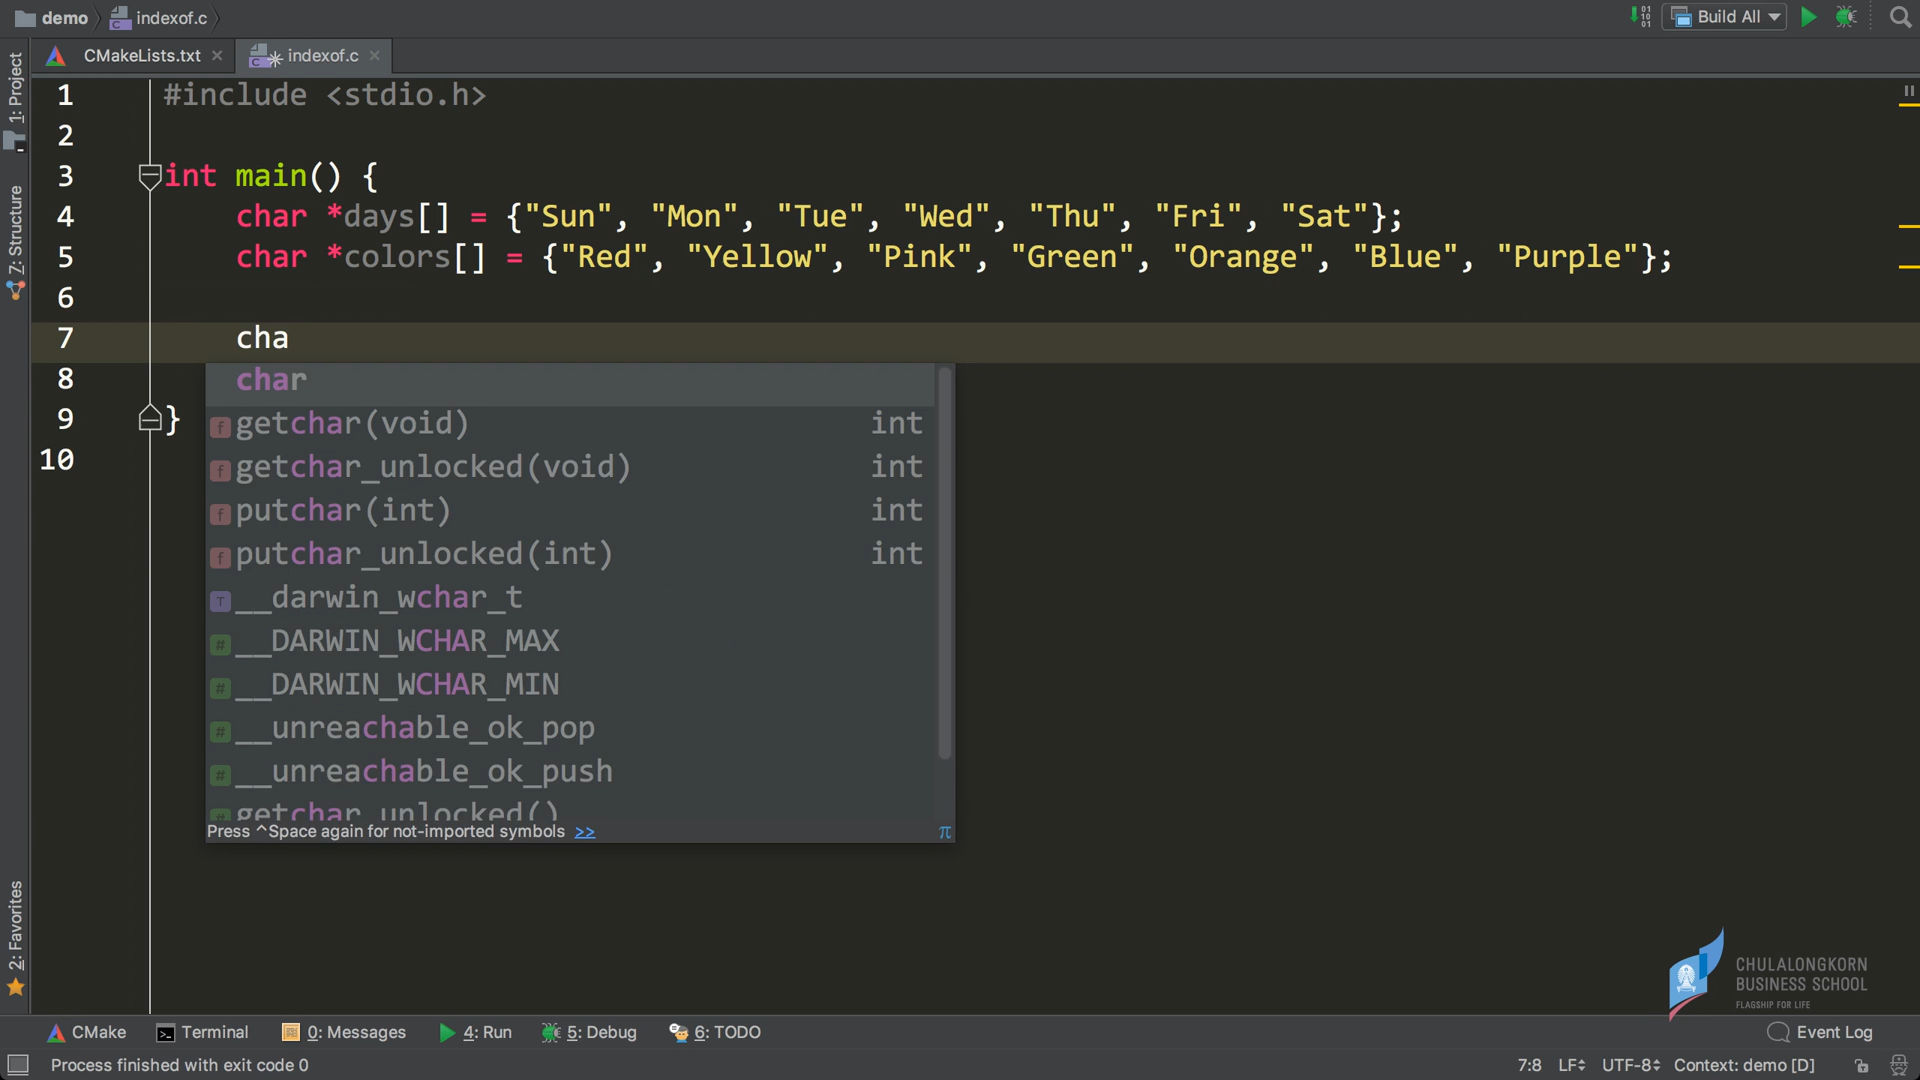 demo indexof.c Build All
CMakeLists.txt indexof.c
1: Project
Z: Structure
2: Favorites
1 #include <stdio.h>
2
3 int main() {
4 char *days[] = {"Sun", "Mon", "Tue", "Wed", "Thu", "Fri", "Sat"};
5 char *colors[] = {"Red", "Yellow", "Pink", "Green", "Orange", "Blue", "Purple"};
6
7 cha
8
9 }
10
char
getchar(void) int
getchar_unlocked(void) int
putchar(int) int
putchar_unlocked(int) int
__darwin_wchar_t
__DARWIN_WCHAR_MAX
__DARWIN_WCHAR_MIN
__unreachable_ok_pop
__unreachable_ok_push
getchar_unlocked()
Press ^Space again for not-imported symbols >> π
CHULALONGKORN
BUSINESS SCHOOL
FLAGSHIP FOR LIFE
CMake Terminal 0: Messages 4: Run 5: Debug 6: TODO Event Log
Process finished with exit code 0 7:8 LF UTF-8 Context: demo [D]